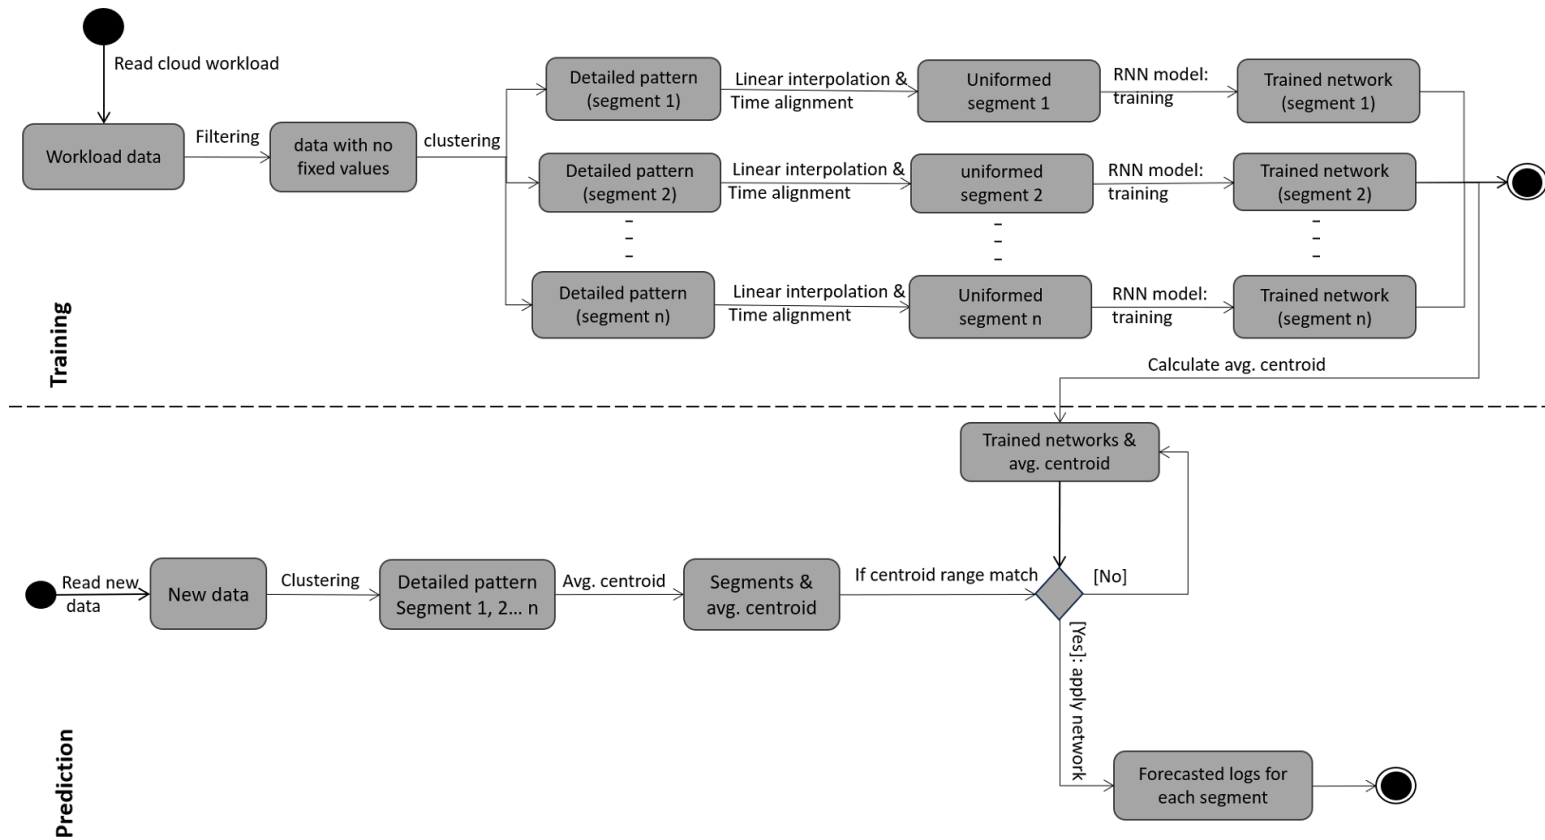 Read cloud workload
Workload data
Filtering
data with no
fixed values
clustering
Detailed pattern
(segment 1)
Linear interpolation &
Time alignment
Uniformed
segment 1
RNN model:
training
Trained network
(segment 1)
Detailed pattern
(segment 2)
Linear interpolation &
Time alignment
uniformed
segment 2
RNN model:
training
Trained network
(segment 2)
Detailed pattern
(segment n)
Linear interpolation &
Time alignment
Uniformed
segment n
RNN model:
training
Trained network
(segment n)
Training
Calculate avg. centroid
Trained networks &
avg. centroid
Read new
data
New data
Clustering
Detailed pattern
Segment 1, 2... n
Avg. centroid
Segments &
avg. centroid
If centroid range match
[No]
[Yes]: apply network
Forecasted logs for
each segment
Prediction